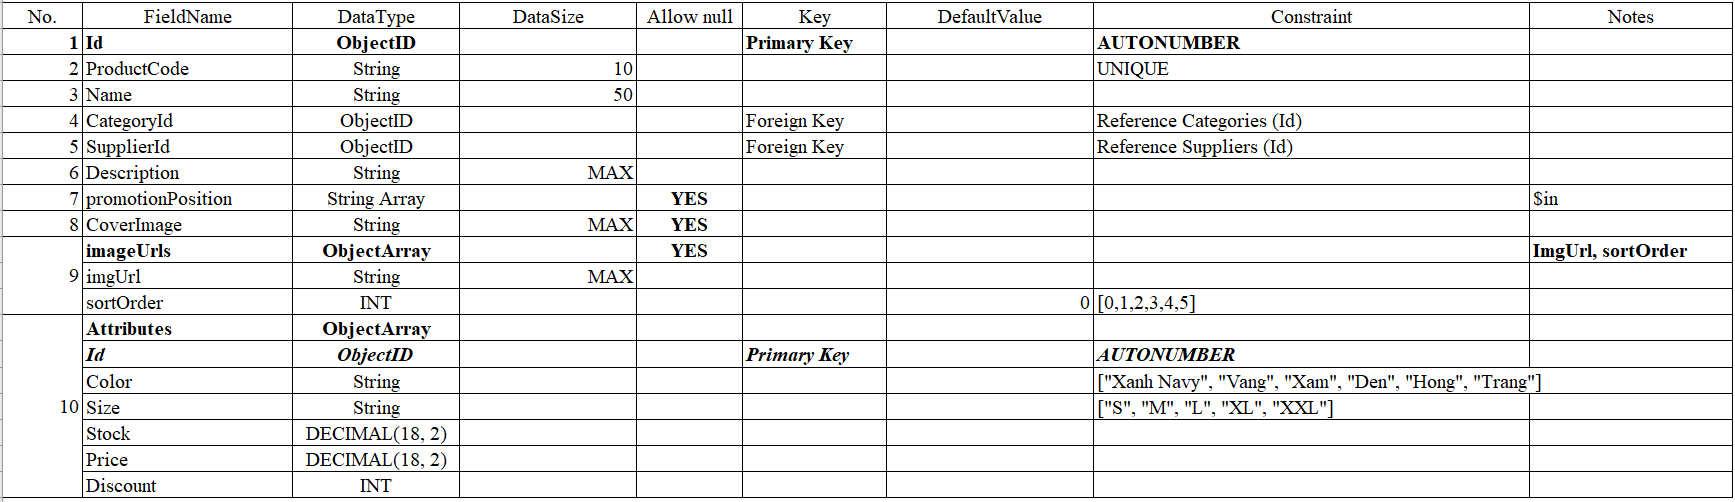 No. FieldName DataType DataSize Allow null Key DefaultValue Constraint Notes
1 Id ObjectID Primary Key AUTONUMBER
2 ProductCode String 10 UNIQUE
3 Name String 50
4 CategoryId ObjectID Foreign Key Reference Categories (Id)
5 SupplierId ObjectID Foreign Key Reference Suppliers (Id)
6 Description String MAX
7 promotionPosition String Array YES $in
8 CoverImage String MAX YES
imageUrls ObjectArray YES ImgUrl, sortOrder
9 imgUrl String MAX
sortOrder INT 0 [0,1,2,3,4,5]
Attributes ObjectArray
Id ObjectID Primary Key AUTONUMBER
Color String ["Xanh Navy", "Vang", "Xam", "Den", "Hong", "Trang"]
10 Size String ["S", "M", "L", "XL", "XXL"]
Stock DECIMAL(18, 2)
Price DECIMAL(18, 2)
Discount INT